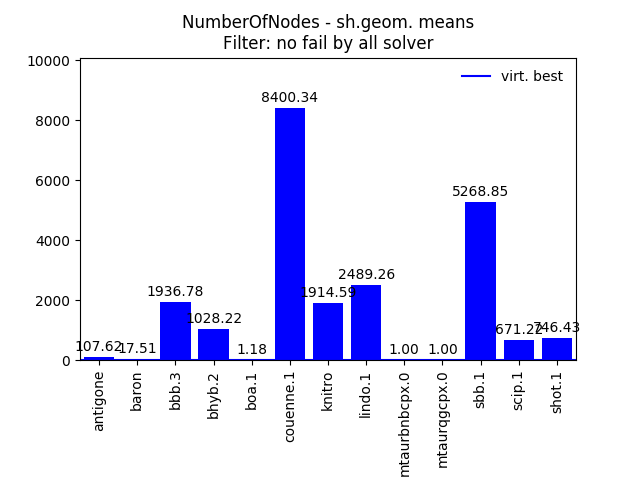 NumberOfNodes - sh.geom. means
Filter: no fail by all solver
10000
8000
6000
4000
2000
0
virt. best
107.62
17.51
1936.78
1028.22
1.18
8400.34
1914.59
2489.26
1.00
1.00
5268.85
671.22
746.43
antigone
baron
bbb.3
bhyb.2
boa.1
couenne.1
knitro
lindo.1
mtaurbnbcpx.0
mtaurqgcpx.0
sbb.1
scip.1
shot.1